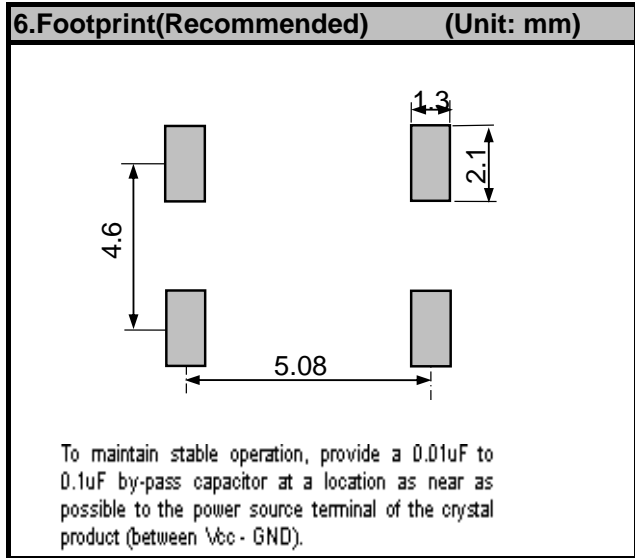 6.Footprint(Recommended) (Unit: mm)
1.3
2.1
4.6
5.08
To maintain stable operation, provide a 0.01uF to
0.1uF by-pass capacitor at a location as near as
possible to the power source terminal of the crystal
product (between Vcc - GND).